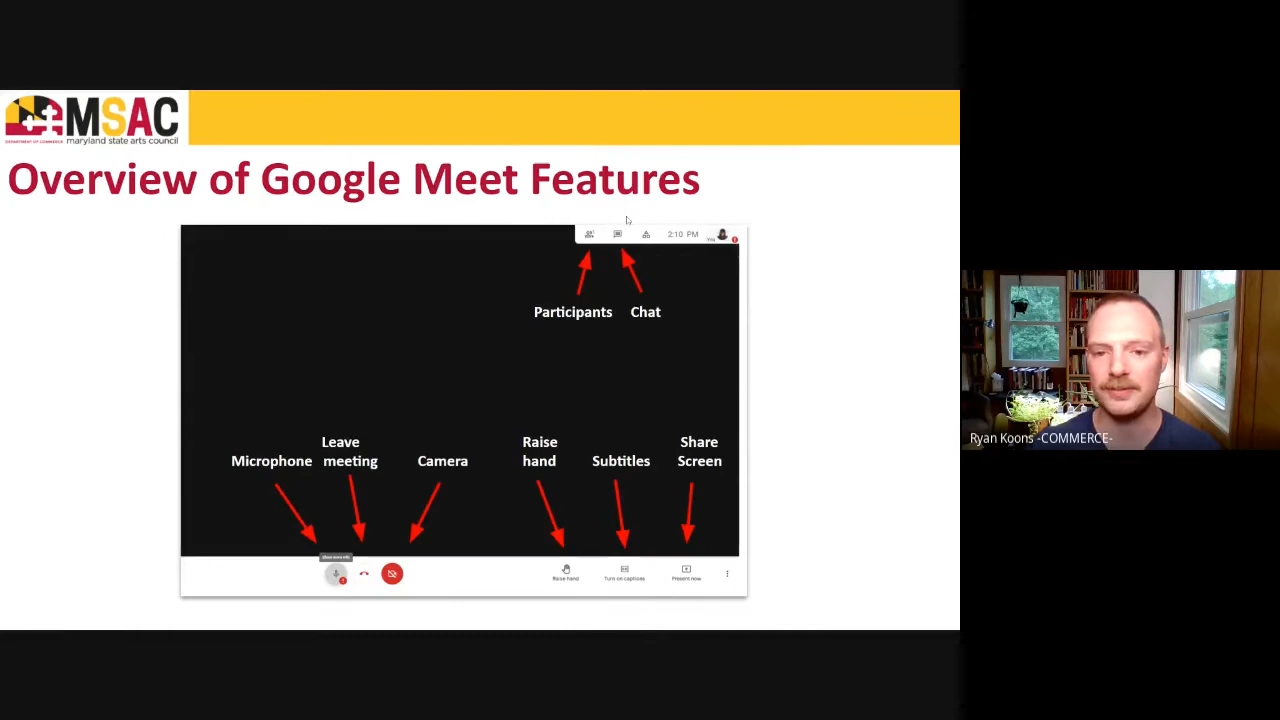 MSAC
DEPARTMENT OF COMMERCE maryland state arts council
Overview of Google Meet Features
2:10 PM
You
Participants Chat
Microphone
Leave
meeting
Camera
Raise
hand
Subtitles
Share
Screen
Raise hand
Turn on captions
Present now
Ryan Koons -COMMERCE-